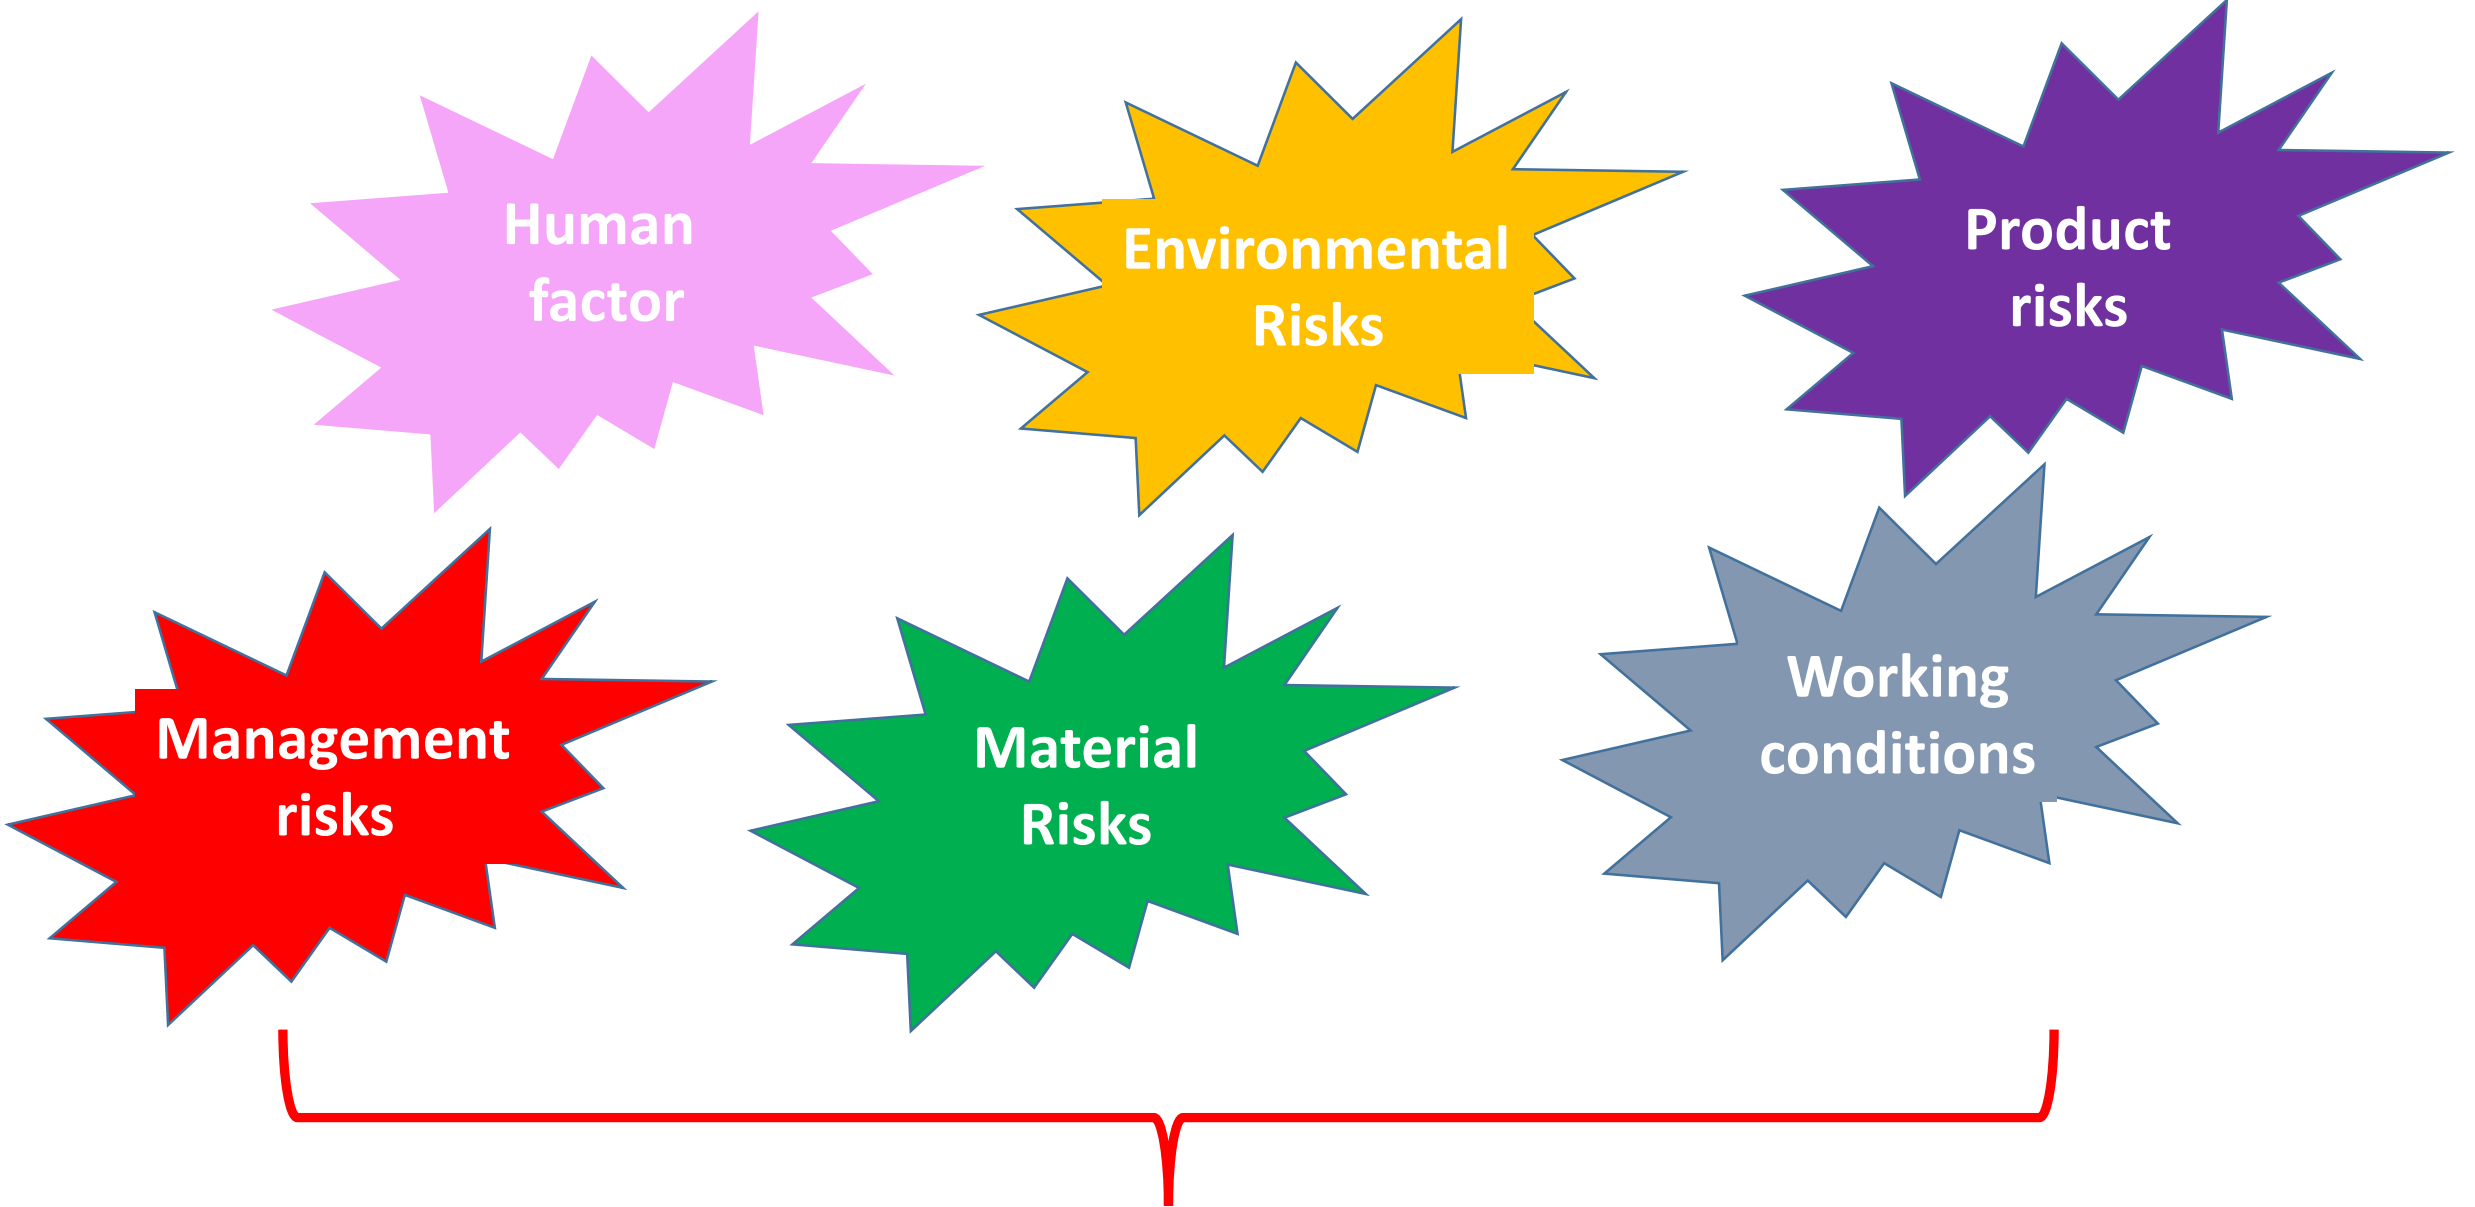 Human
factor
Environmental
Risks
Product
risks
Management
risks
Material
Risks
Working
conditions